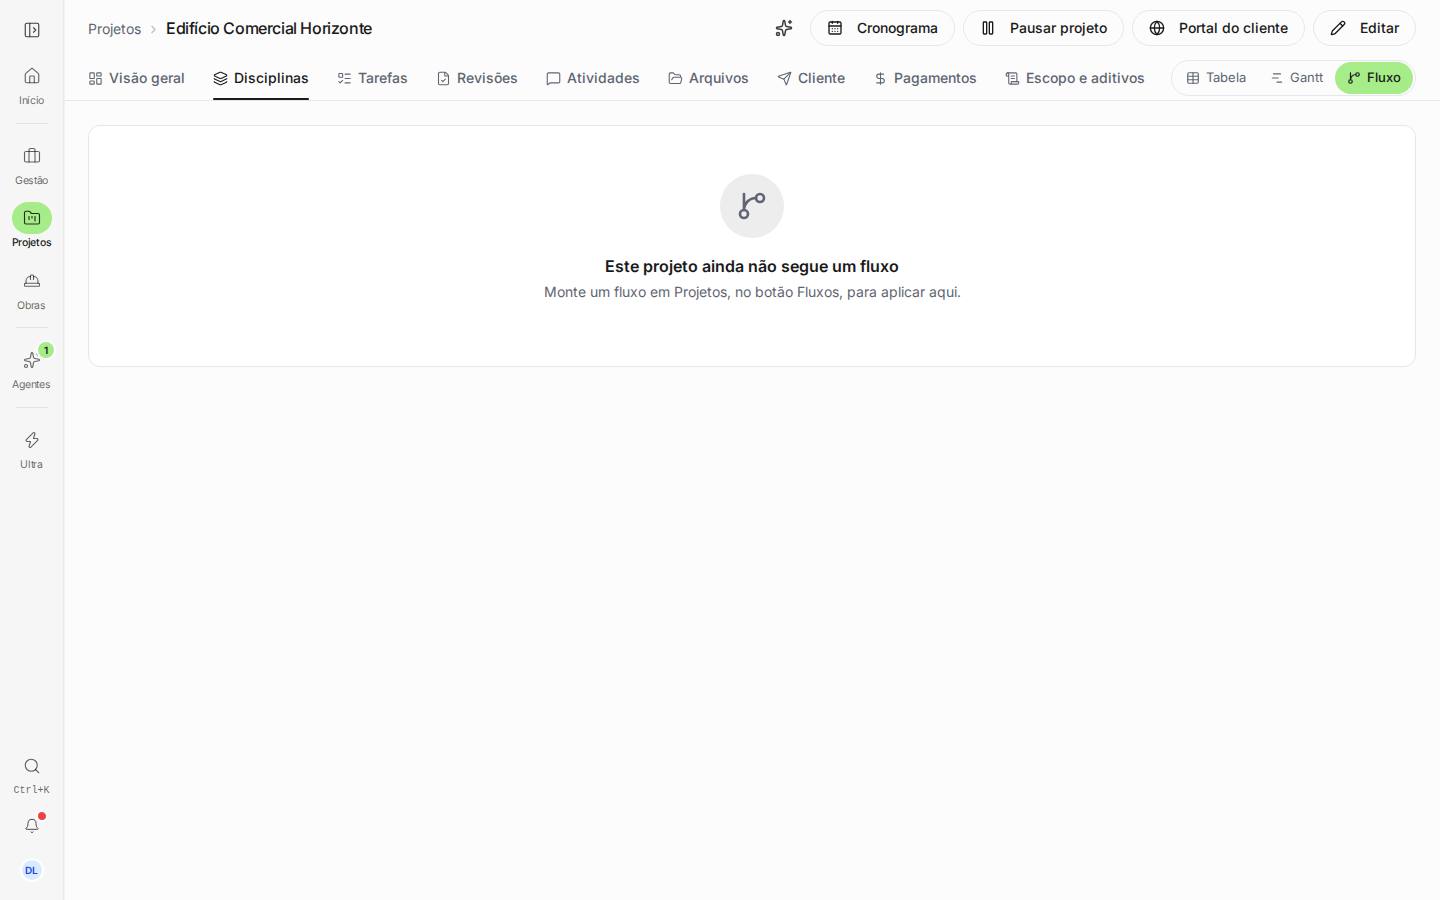 Projetos › Edifício Comercial Horizonte
Cronograma
Pausar projeto
Portal do cliente
Editar
Visão geral
Disciplinas
Tarefas
Revisões
Atividades
Arquivos
Cliente
Pagamentos
Escopo e aditivos
Tabela
Gantt
Fluxo
Início
Gestão
Projetos
Obras
1
Agentes
Ultra
Este projeto ainda não segue um fluxo
Monte um fluxo em Projetos, no botão Fluxos, para aplicar aqui.
Ctrl+K
DL